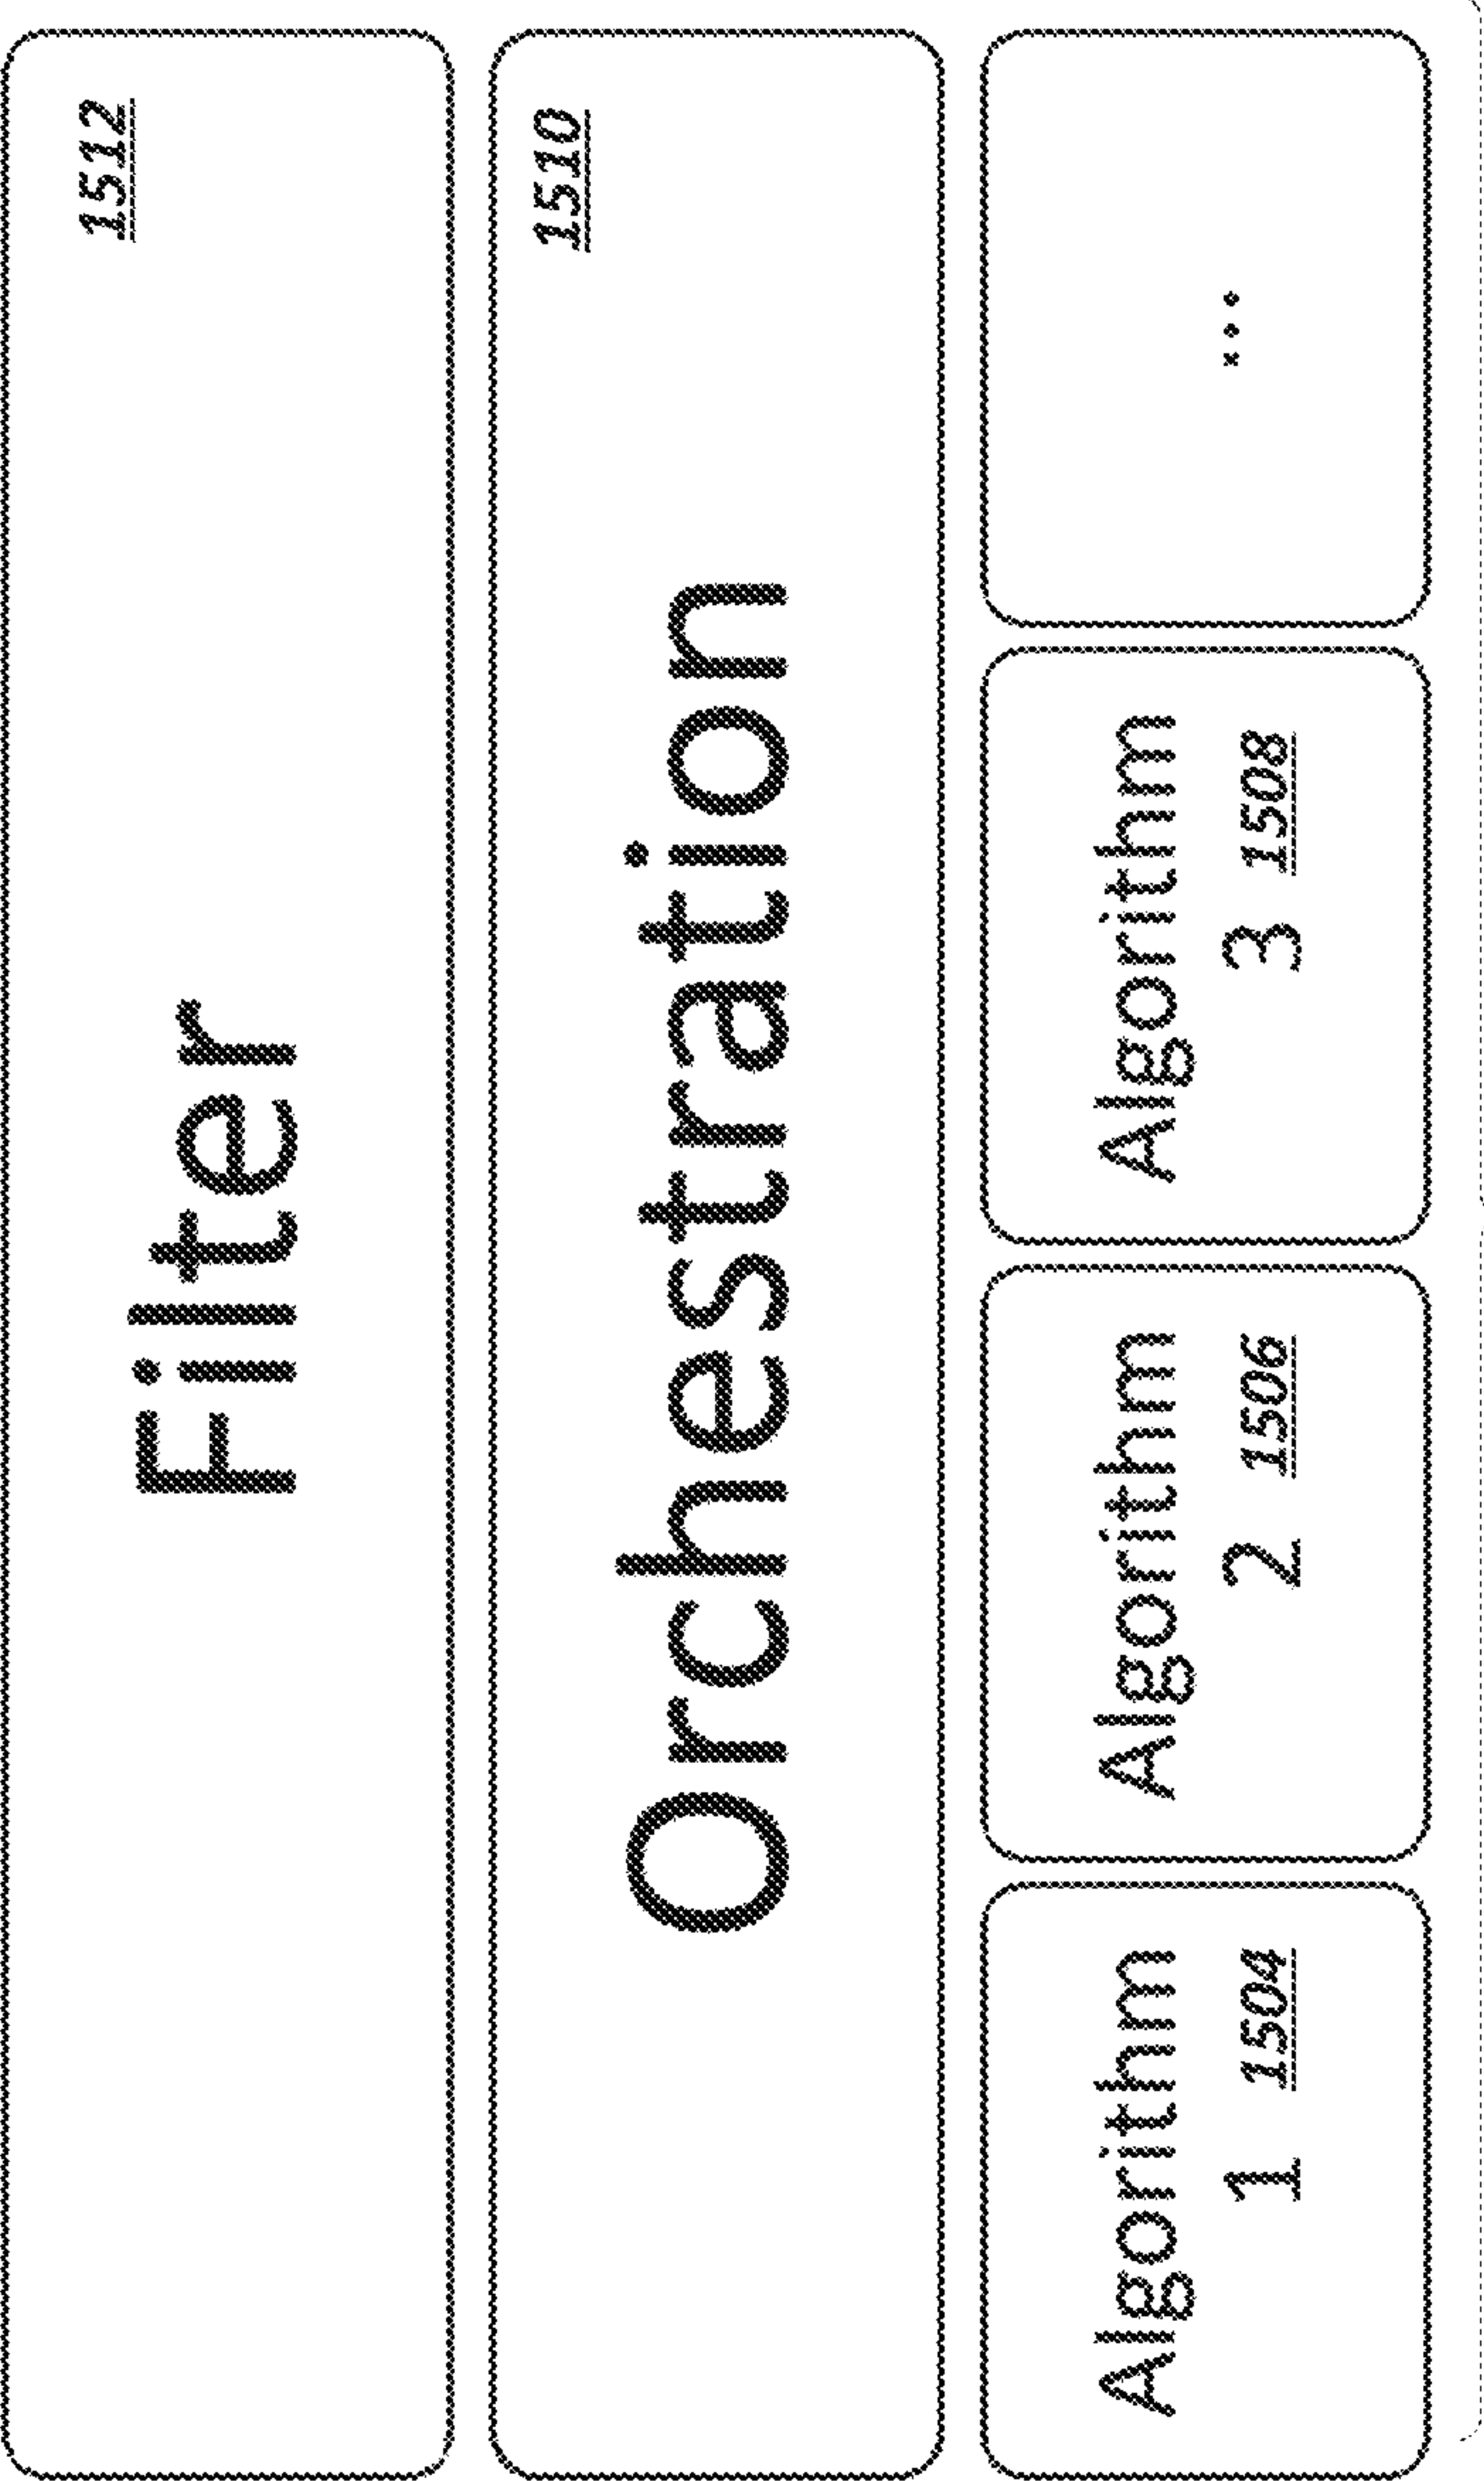 1512
Filter
1510
Orchestration
Algorithm
1 1504
Algorithm
2 1506
Algorithm
3 1508
...